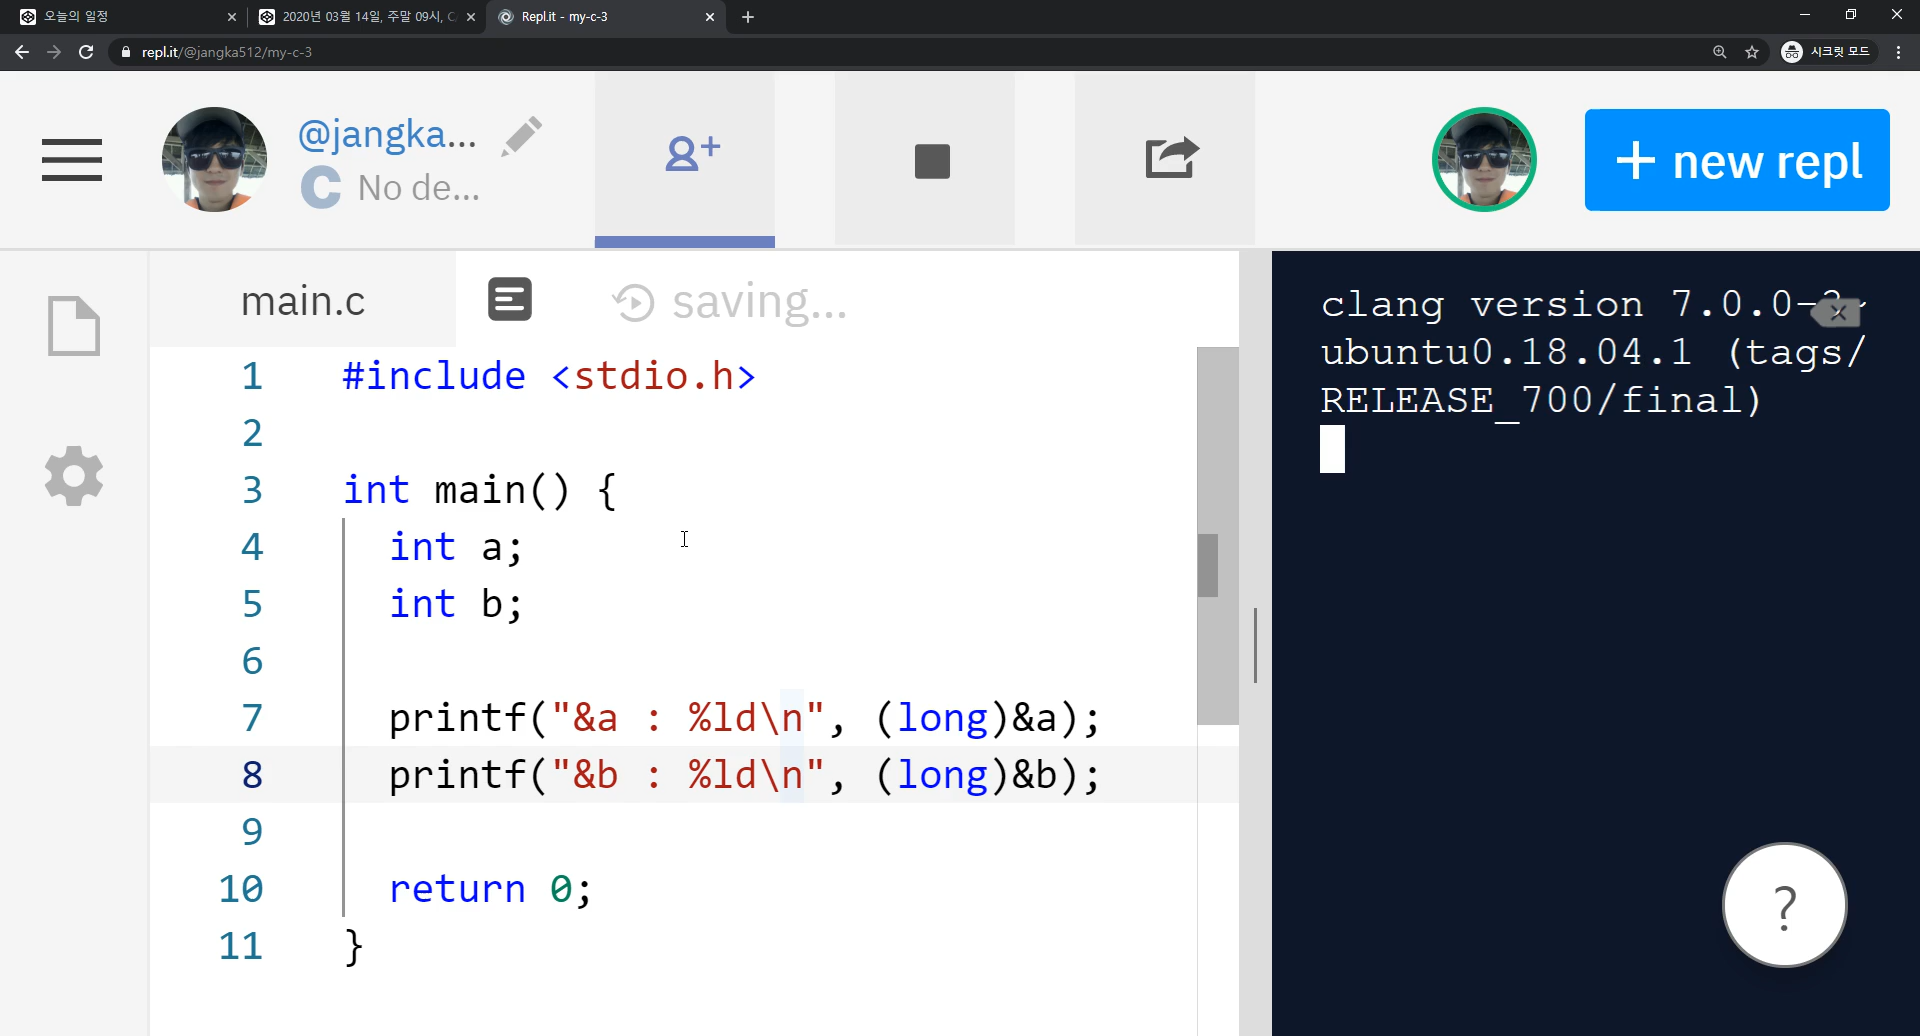 오늘의 일정
2020년 03월 14일, 주말 09시, C
Repl.it - my-c-3
repl.it/@jangka512/my-c-3
시크릿 모드
@jangka...
C No de...
+ new repl
main.c
saving...
1 #include <stdio.h>
2
3 int main() {
4 int a;
5 int b;
6
7 printf("&a : %ld\n", (long)&a);
8 printf("&b : %ld\n", (long)&b);
9
10 return 0;
11 }
clang version 7.0.0-3~
ubuntu0.18.04.1 (tags/
RELEASE_700/final)
?